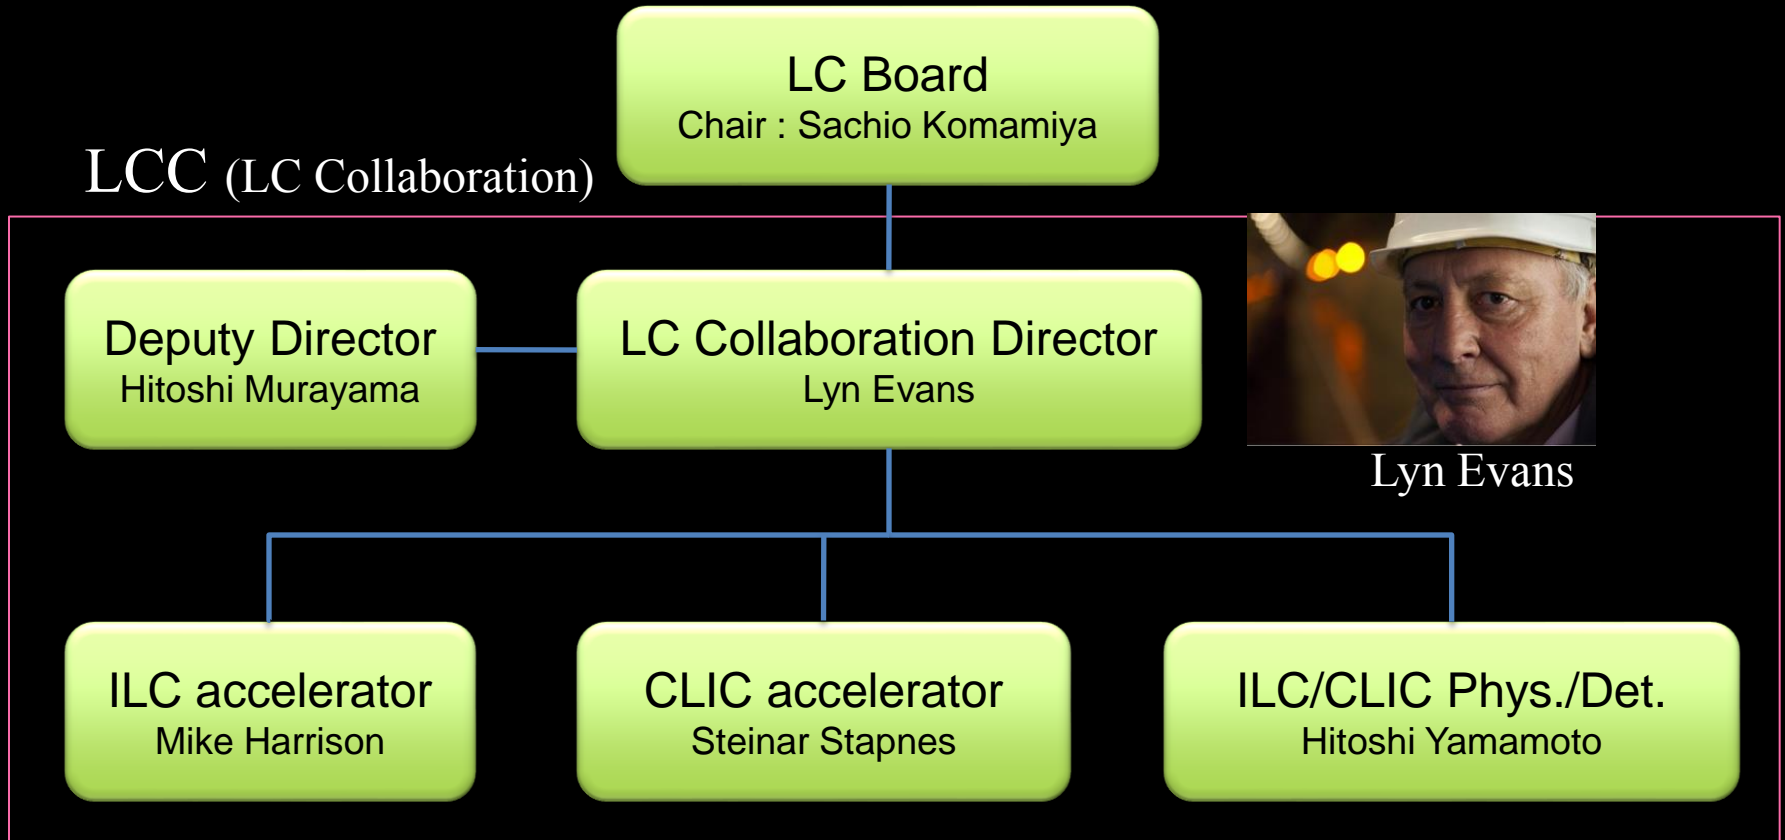 LC Board
Chair : Sachio Komamiya
LCC (LC Collaboration)
Deputy Director
Hitoshi Murayama
LC Collaboration Director
Lyn Evans
Lyn Evans
ILC accelerator
Mike Harrison
CLIC accelerator
Steinar Stapnes
ILC/CLIC Phys./Det.
Hitoshi Yamamoto